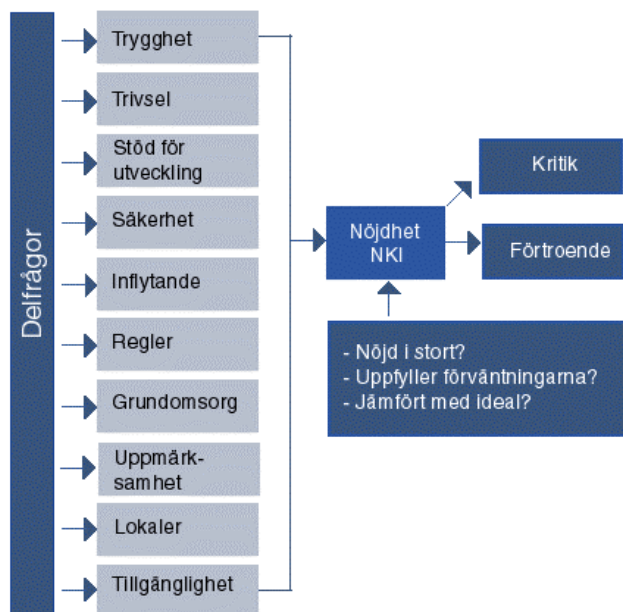 Delfrågor
Trygghet
Trivsel
Stöd för
utveckling
Säkerhet
Inflytande
Regler
Grundomsorg
Uppmärk-
samhet
Lokaler
Tillgänglighet
Nöjdhet
NKI
Kritik
Förtroende
- Nöjd i stort?
- Uppfyller förväntningarna?
- Jämfört med ideal?